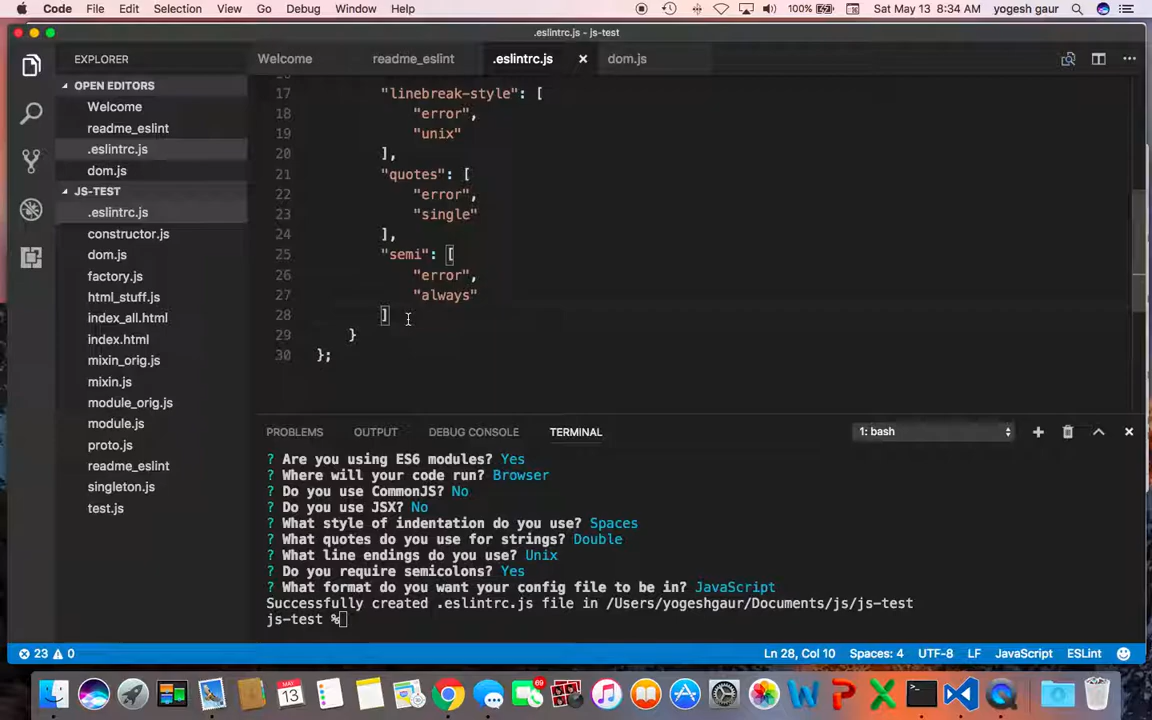 Code File Edit Selection View Go Debug Window Help 100% Sat May 13 8:34 AM yogesh gaur
.eslintrc.js - js-test
EXPLORER
OPEN EDITORS
Welcome
readme_eslint
.eslintrc.js
dom.js
JS-TEST
.eslintrc.js
constructor.js
dom.js
factory.js
html_stuff.js
index_all.html
index.html
mixin_orig.js
mixin.js
module_orig.js
module.js
proto.js
readme_eslint
singleton.js
test.js
Welcome readme_eslint .eslintrc.js × dom.js
17 "linebreak-style": [
18 "error",
19 "unix"
20 ],
21 "quotes": [
22 "error",
23 "single"
24 ],
25 "semi": [
26 "error",
27 "always"
28 ]
29 }
30 };
PROBLEMS OUTPUT DEBUG CONSOLE TERMINAL 1: bash
? Are you using ES6 modules? Yes
? Where will your code run? Browser
? Do you use CommonJS? No
? Do you use JSX? No
? What style of indentation do you use? Spaces
? What quotes do you use for strings? Double
? What line endings do you use? Unix
? Do you require semicolons? Yes
? What format do you want your config file to be in? JavaScript
Successfully created .eslintrc.js file in /Users/yogeshgaur/Documents/js/js-test
js-test %
23 0 Ln 28, Col 10 Spaces: 4 UTF-8 LF JavaScript ESLint
MAY
13
69